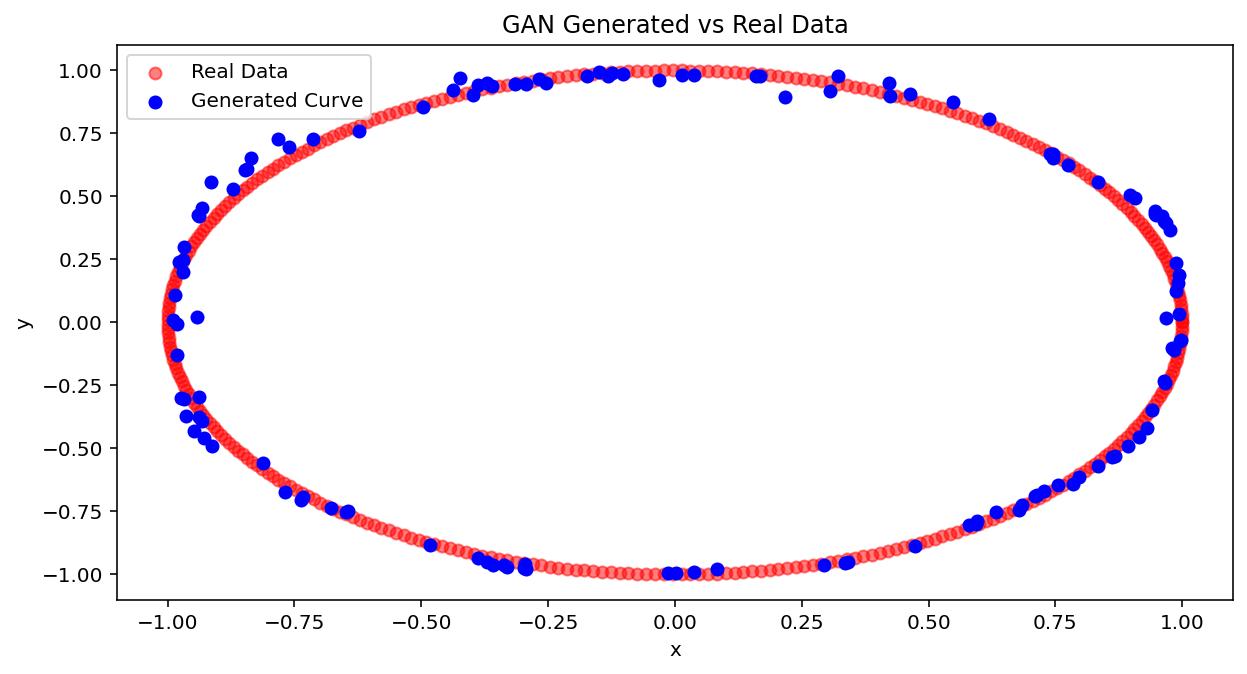 GAN Generated vs Real Data
Real Data
Generated Curve
1.00
0.75
0.50
0.25
0.00
−0.25
−0.50
−0.75
−1.00
y
−1.00 −0.75 −0.50 −0.25 0.00 0.25 0.50 0.75 1.00
x